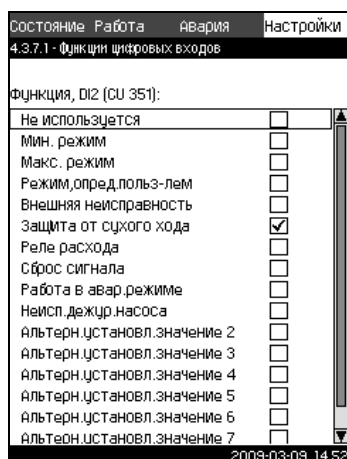 Состояние Работа Авария Настройки
4.3.7.1 - Функции цифровых входов
Функция, DI2 (CU 351):
Не используется
Мин. режим
Макс. режим
Режим,опред.польз-лем
Внешняя неисправность
Защита от сухого хода
Реле расхода
Сброс сигнала
Работа в авар.режиме
Неисп.дежур.насоса
Альтерн.установл.значение 2
Альтерн.установл.значение 3
Альтерн.установл.значение 4
Альтерн.установл.значение 5
Альтерн.установл.значение 6
Альтерн.установл.значение 7
2009-03-09 14:52